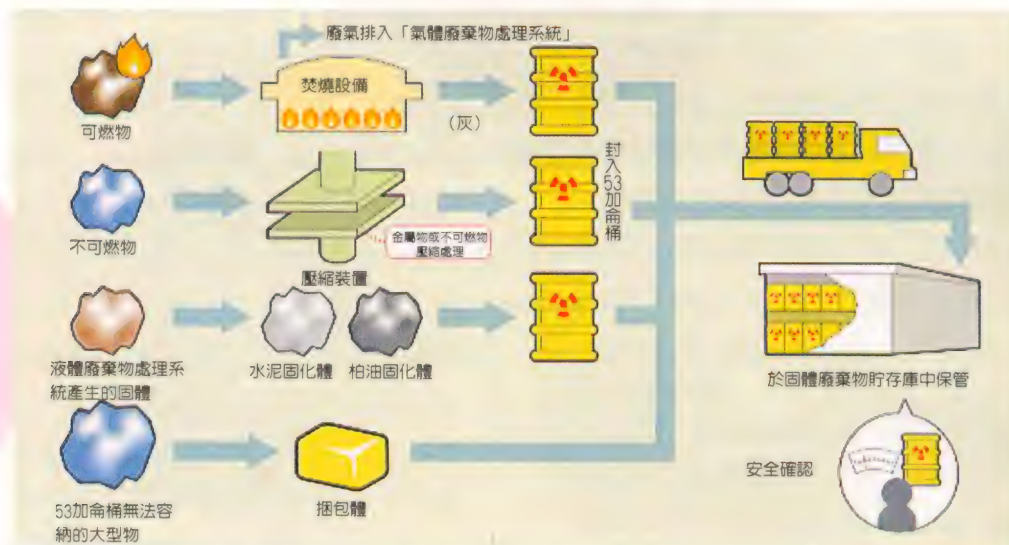 廢氣排入「氣體廢棄物處理系統」
焚燒設備
可燃物
(灰)
封入53加侖桶
不可燃物
金屬物或不可燃物
壓縮處理
壓縮裝置
液體廢棄物處理系
統產生的固體
水泥固化體
柏油固化體
於固體廢棄物貯存庫中保管
53加侖桶無法容
納的大型物
捆包體
安全確認